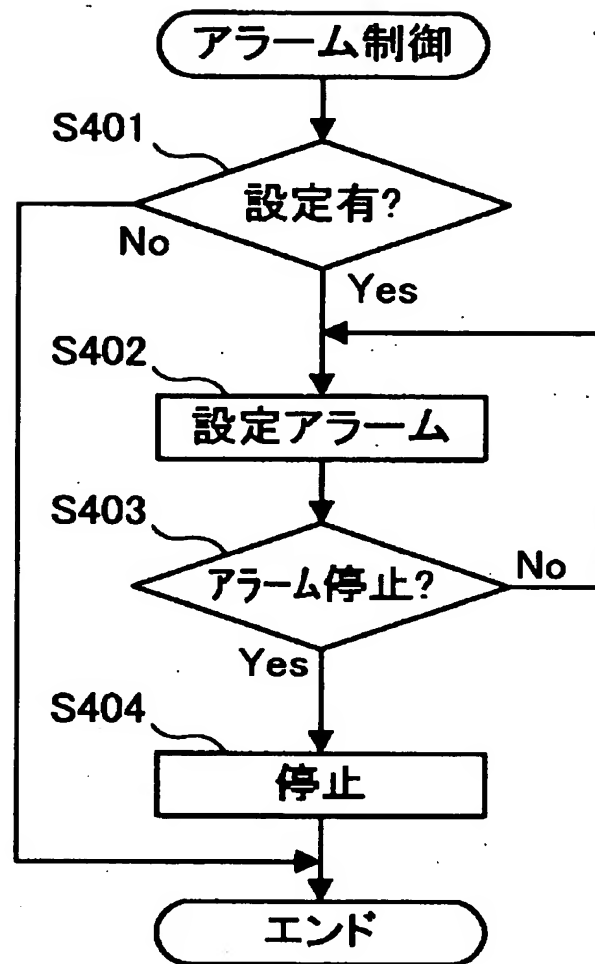 アラーム制御
S401
設定有?
No
Yes
S402
設定アラーム
S403
アラーム停止?
No
Yes
S404
停止
エンド